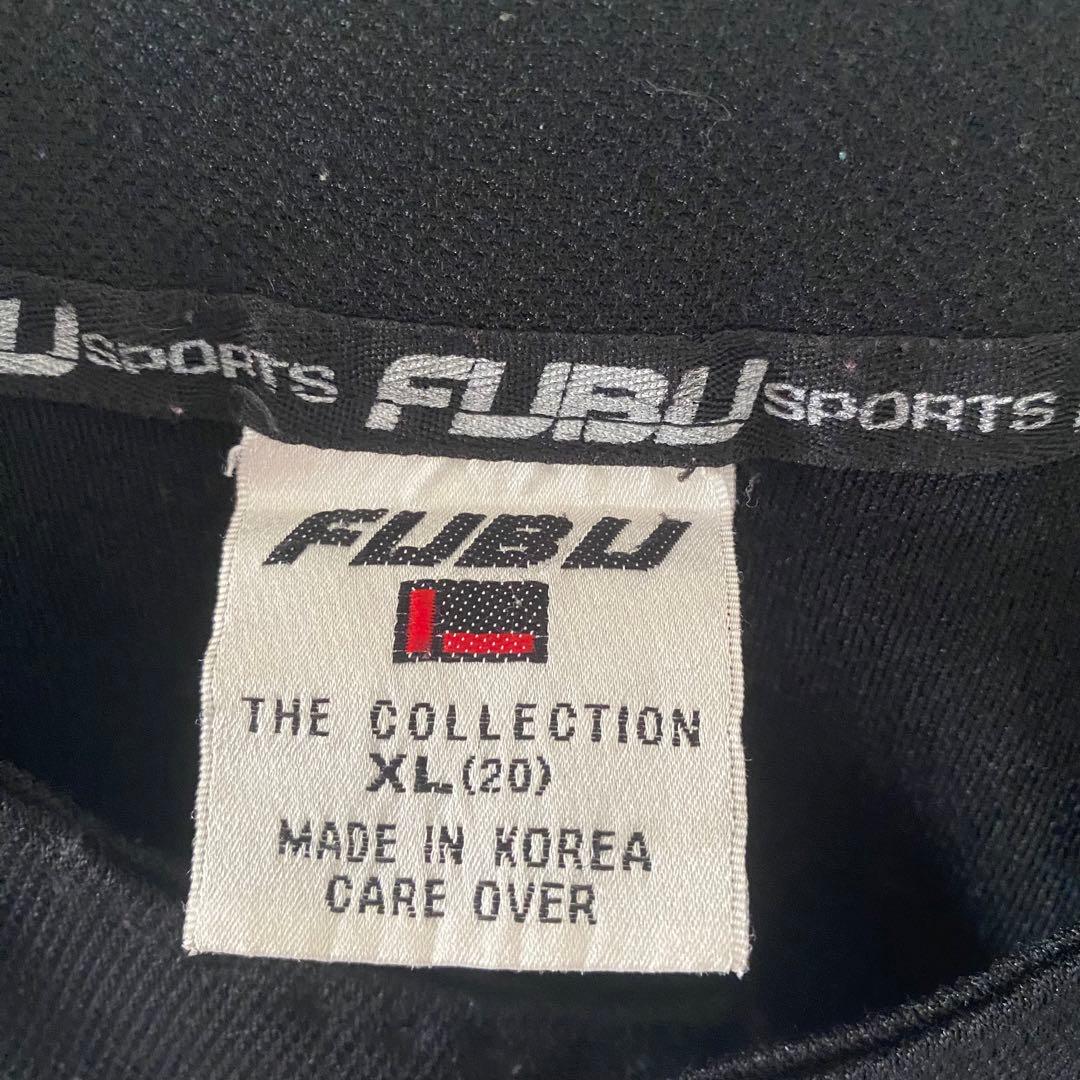 U SPORTS FUBU SPORTS
FUBU
THE COLLECTION
XL (20)
MADE IN KOREA
CARE OVER